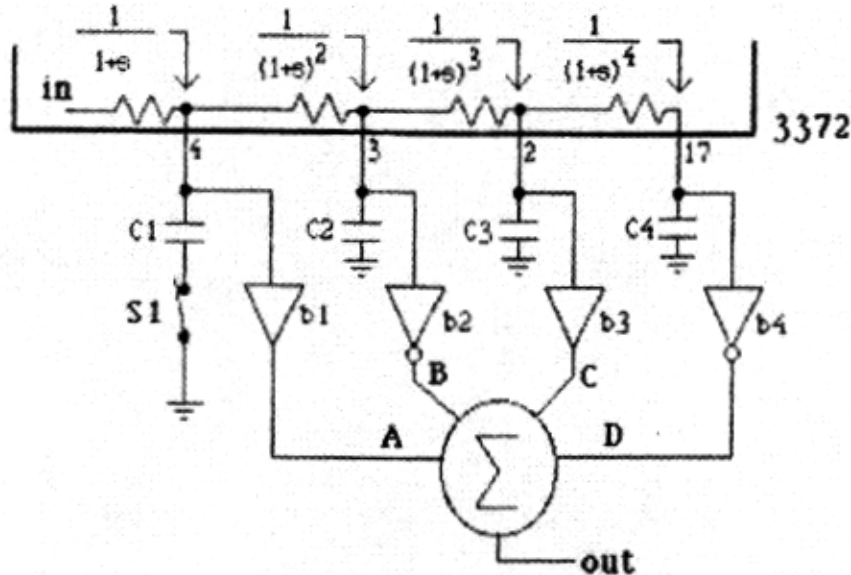 1 1 1 1
1+s (1+s)2 (1+s)3 (1+s)4
in
3372
4 3 2 17
C1 C2 C3 C4
S1 b1 b2 b3 b4
B C
A D
Σ
out